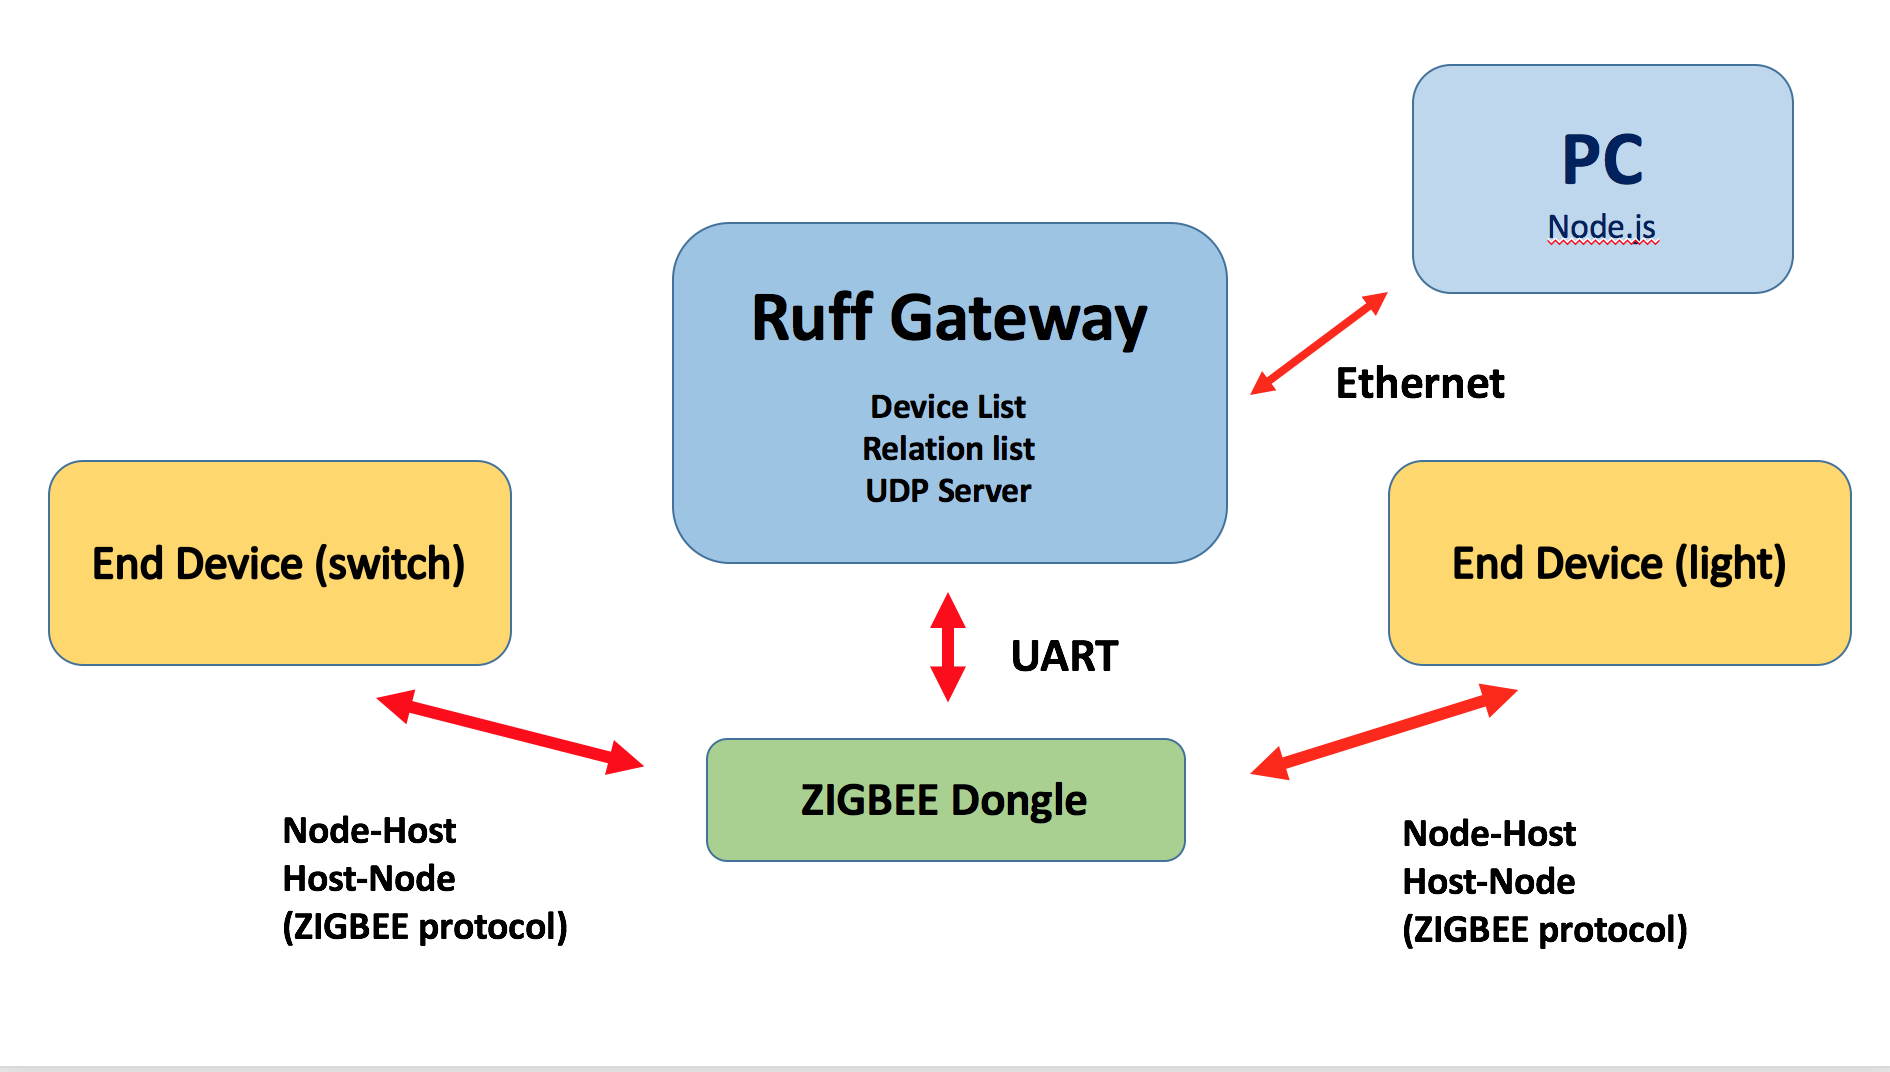 PC
Node.js
Ruff Gateway
Device List
Relation list
UDP Server
Ethernet
End Device (switch)
End Device (light)
UART
ZIGBEE Dongle
Node-Host
Host-Node
(ZIGBEE protocol)
Node-Host
Host-Node
(ZIGBEE protocol)